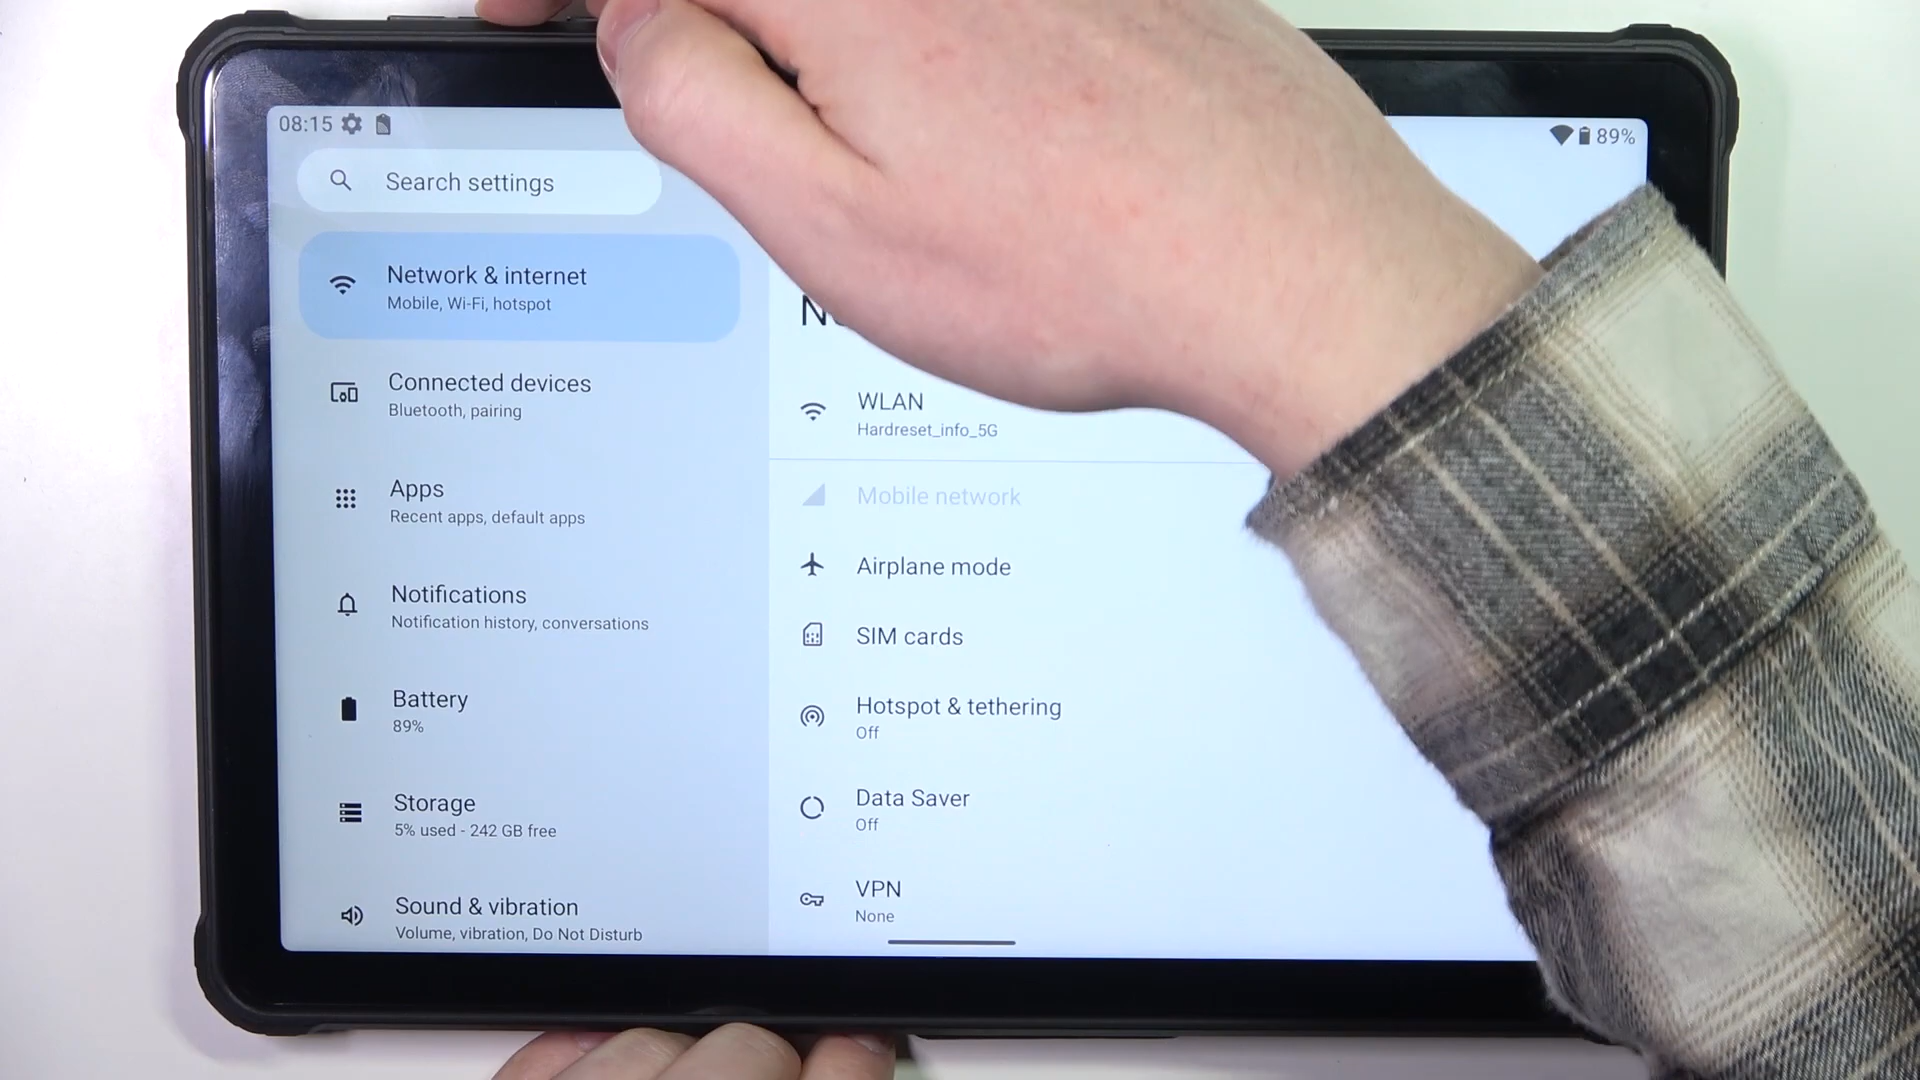 08:15
89%
Search settings
Network & internet
Mobile, Wi-Fi, hotspot
Connected devices
Bluetooth, pairing
Apps
Recent apps, default apps
Notifications
Notification history, conversations
Battery
89%
Storage
5% used - 242 GB free
Sound & vibration
Volume, vibration, Do Not Disturb
WLAN
Hardreset_info_5G
Mobile network
Airplane mode
SIM cards
Hotspot & tethering
Off
Data Saver
Off
VPN
None